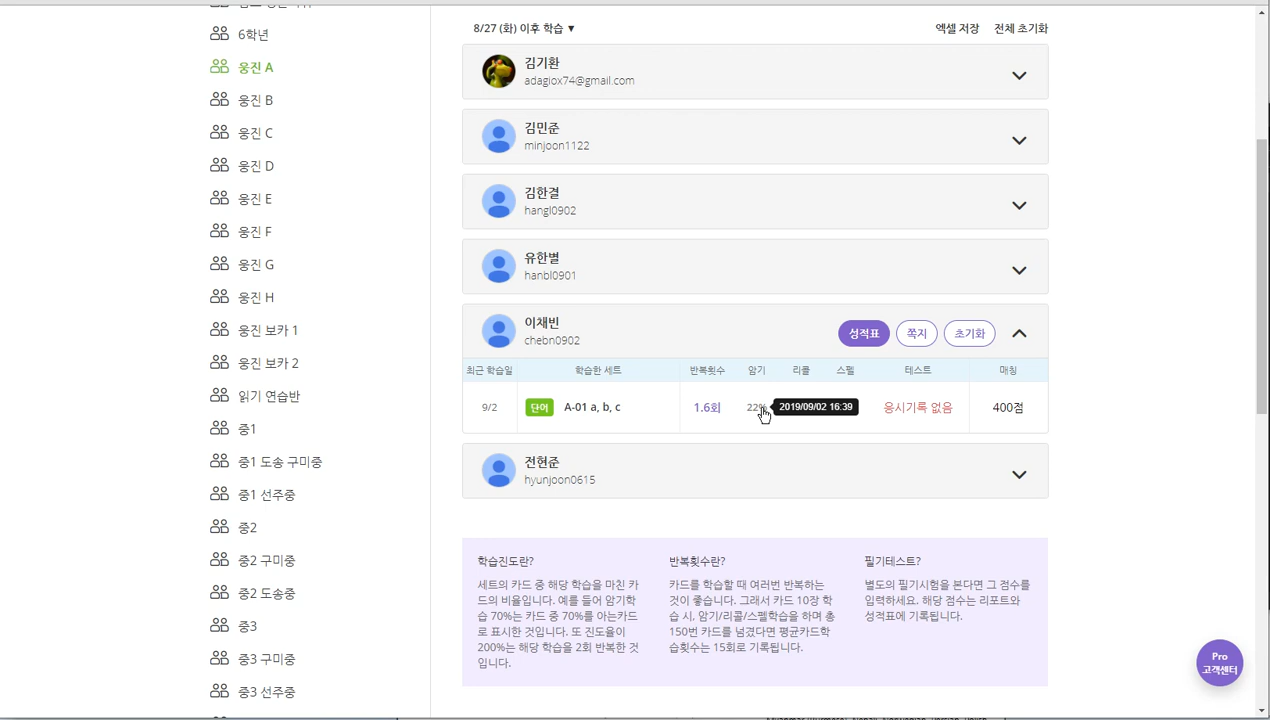 6학년
웅진 A
웅진 B
웅진 C
웅진 D
웅진 E
웅진 F
웅진 G
웅진 H
웅진 보카 1
웅진 보카 2
읽기 연습반
중1
중1 도송 구미중
중1 선주중
중2
중2 구미중
중2 도송중
중3
중3 구미중
중3 선주중
8/27 (화) 이후 학습 ▼
엑셀 저장 전체 초기화
김기환
adagiox74@gmail.com
김민준
minjoon1122
김한결
hangl0902
유한별
hanbl0901
이채빈
chebn0902
성적표 쪽지 초기화
최근 학습일 학습한 세트 반복횟수 암기 리콜 스펠 테스트 매칭
9/2 단어 A-01 a, b, c 1.6회 22% 2019/09/02 16:39 응시기록 없음 400점
전현준
hyunjoon0615
학습진도란?
세트의 카드 중 해당 학습을 마친 카
드의 비율입니다. 예를 들어 암기학
습 70%는 카드 중 70%를 아는카드
로 표시한 것입니다. 또 진도율이
200%는 해당 학습을 2회 반복한 것
입니다.
반복횟수란?
카드를 학습할 때 여러번 반복하는
것이 좋습니다. 그래서 카드 10장 학
습 시, 암기/리콜/스펠학습을 하며 총
150번 카드를 넘겼다면 평균카드학
습횟수는 15회로 기록됩니다.
필기테스트?
별도의 필기시험을 본다면 그 점수를
입력하세요. 해당 점수는 리포트와
성적표에 기록됩니다.
Pro
고객센터